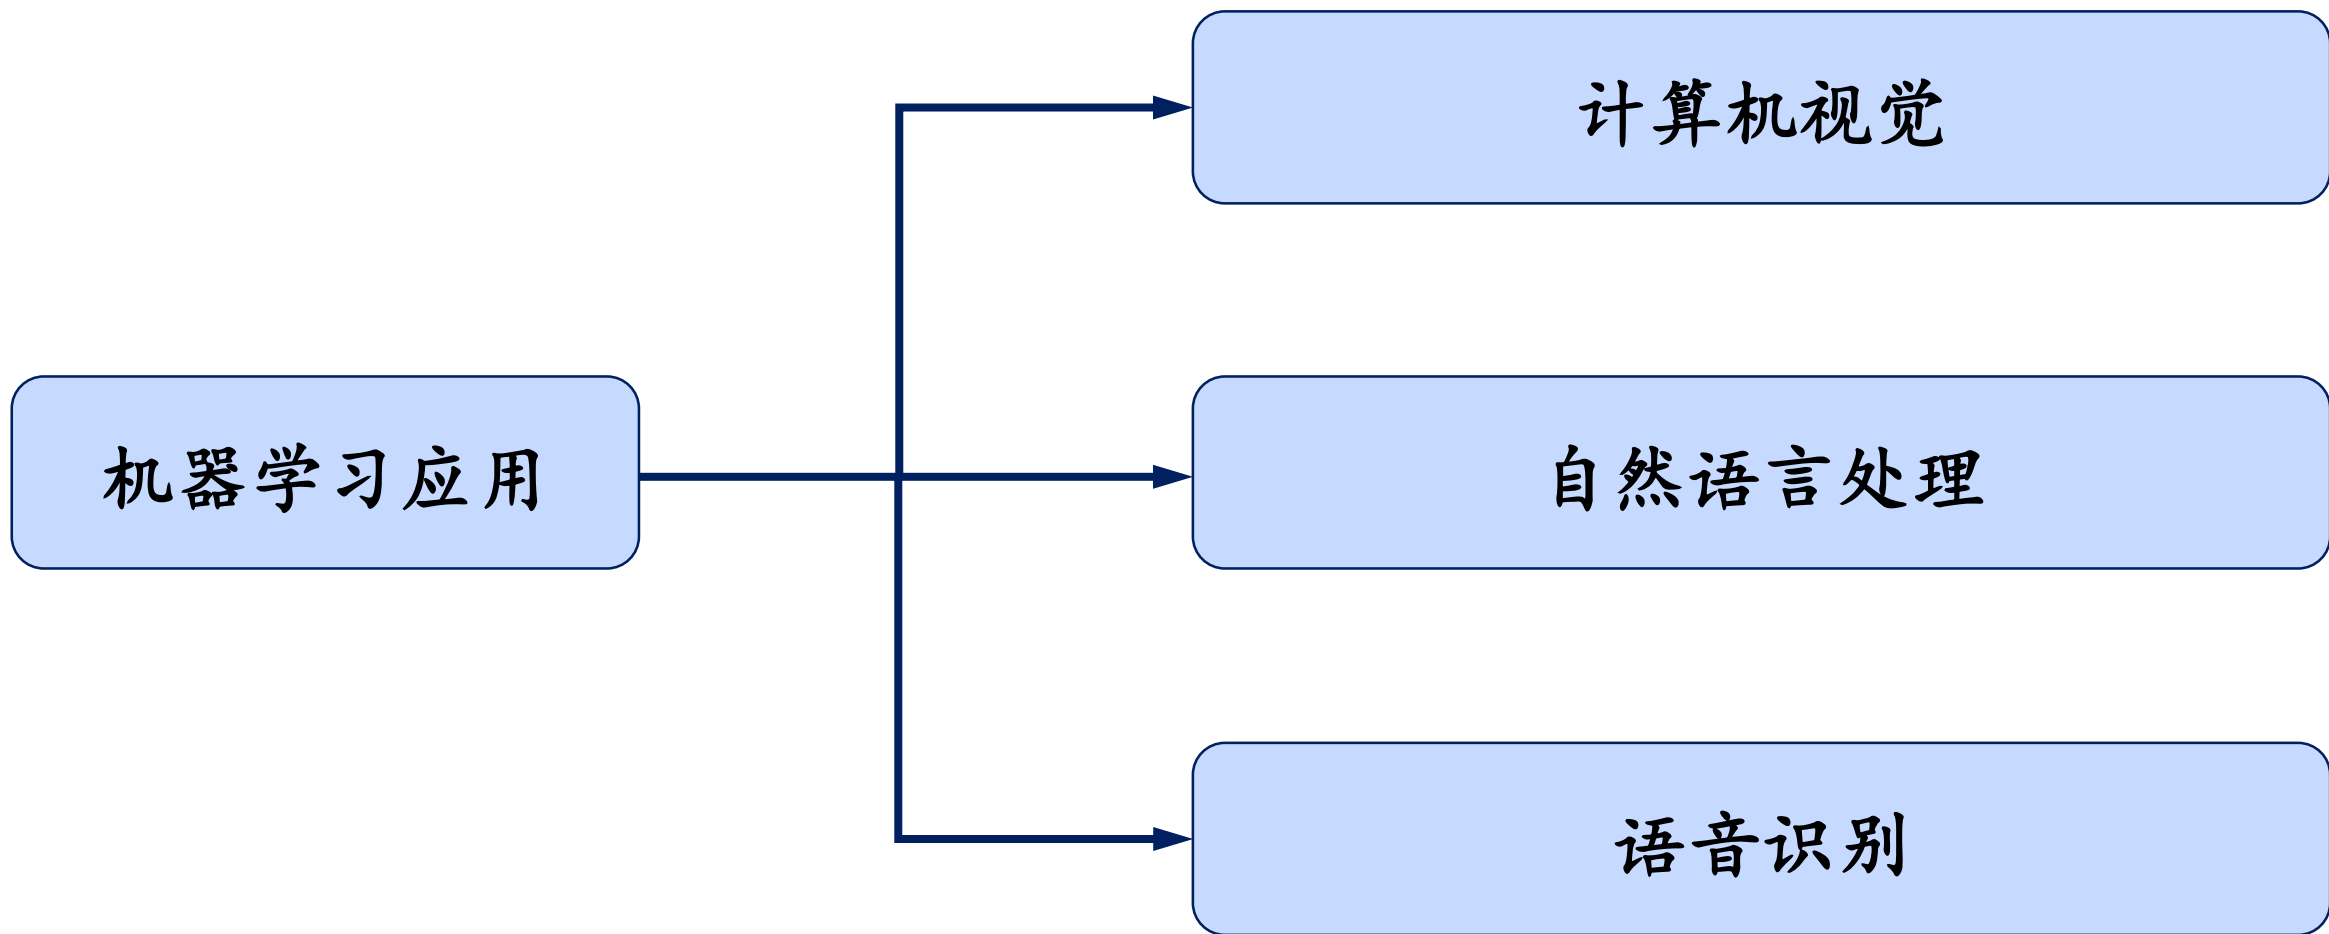 计算机视觉
机器学习应用
自然语言处理
语音识别